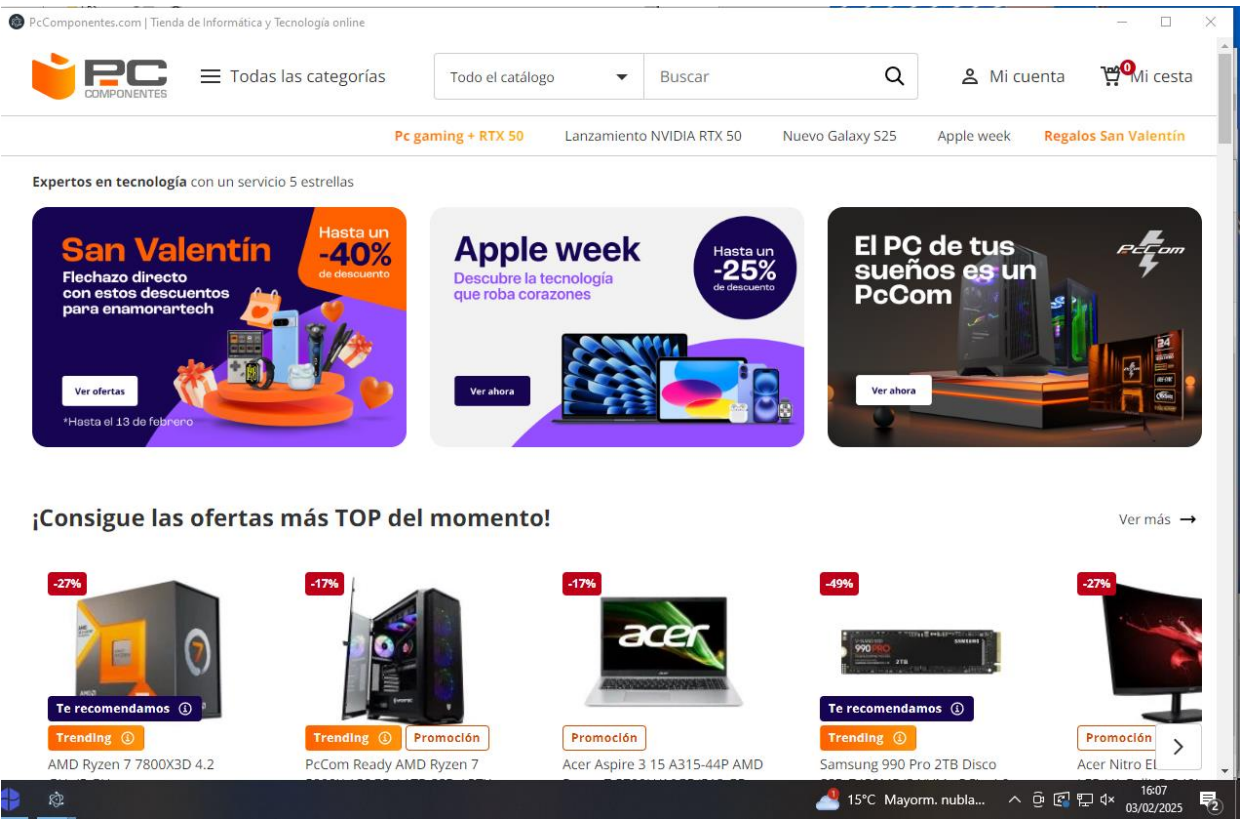 PcComponentes.com | Tienda de Informática y Tecnología online
PC
COMPONENTES
Todas las categorías
Todo el catálogo
Buscar
Mi cuenta
0
Mi cesta
Pc gaming + RTX 50
Lanzamiento NVIDIA RTX 50
Nuevo Galaxy S25
Apple week
Regalos San Valentín
Expertos en tecnología con un servicio 5 estrellas
San Valentín
Flechazo directo
con estos descuentos
para enamorartech
Hasta un
-40%
de descuento
Ver ofertas
*Hasta el 13 de febrero
Apple week
Descubre la tecnología
que roba corazones
Hasta un
-25%
de descuento
Ver ahora
El PC de tus
sueños es un
PcCom
PcCom
Ver ahora
24
¡Consigue las ofertas más TOP del momento!
Ver más
-27%
7
Te recomendamos
Trending
AMD Ryzen 7 7800X3D 4.2
-17%
Trending
Promoción
PcCom Ready AMD Ryzen 7
-17%
acer
Promoción
Acer Aspire 3 15 A315-44P AMD
-49%
SAMSUNG
990 PRO
2TB
Te recomendamos
Trending
Samsung 990 Pro 2TB Disco
-27%
Promoción
Acer Nitro
15°C Mayorm. nubla...
16:07
03/02/2025
2